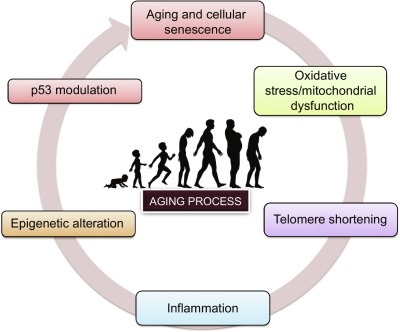 Aging and cellular
senescence
Oxidative
stress/mitochondrial
dysfunction
Telomere shortening
Inflammation
Epigenetic alteration
p53 modulation
AGING PROCESS